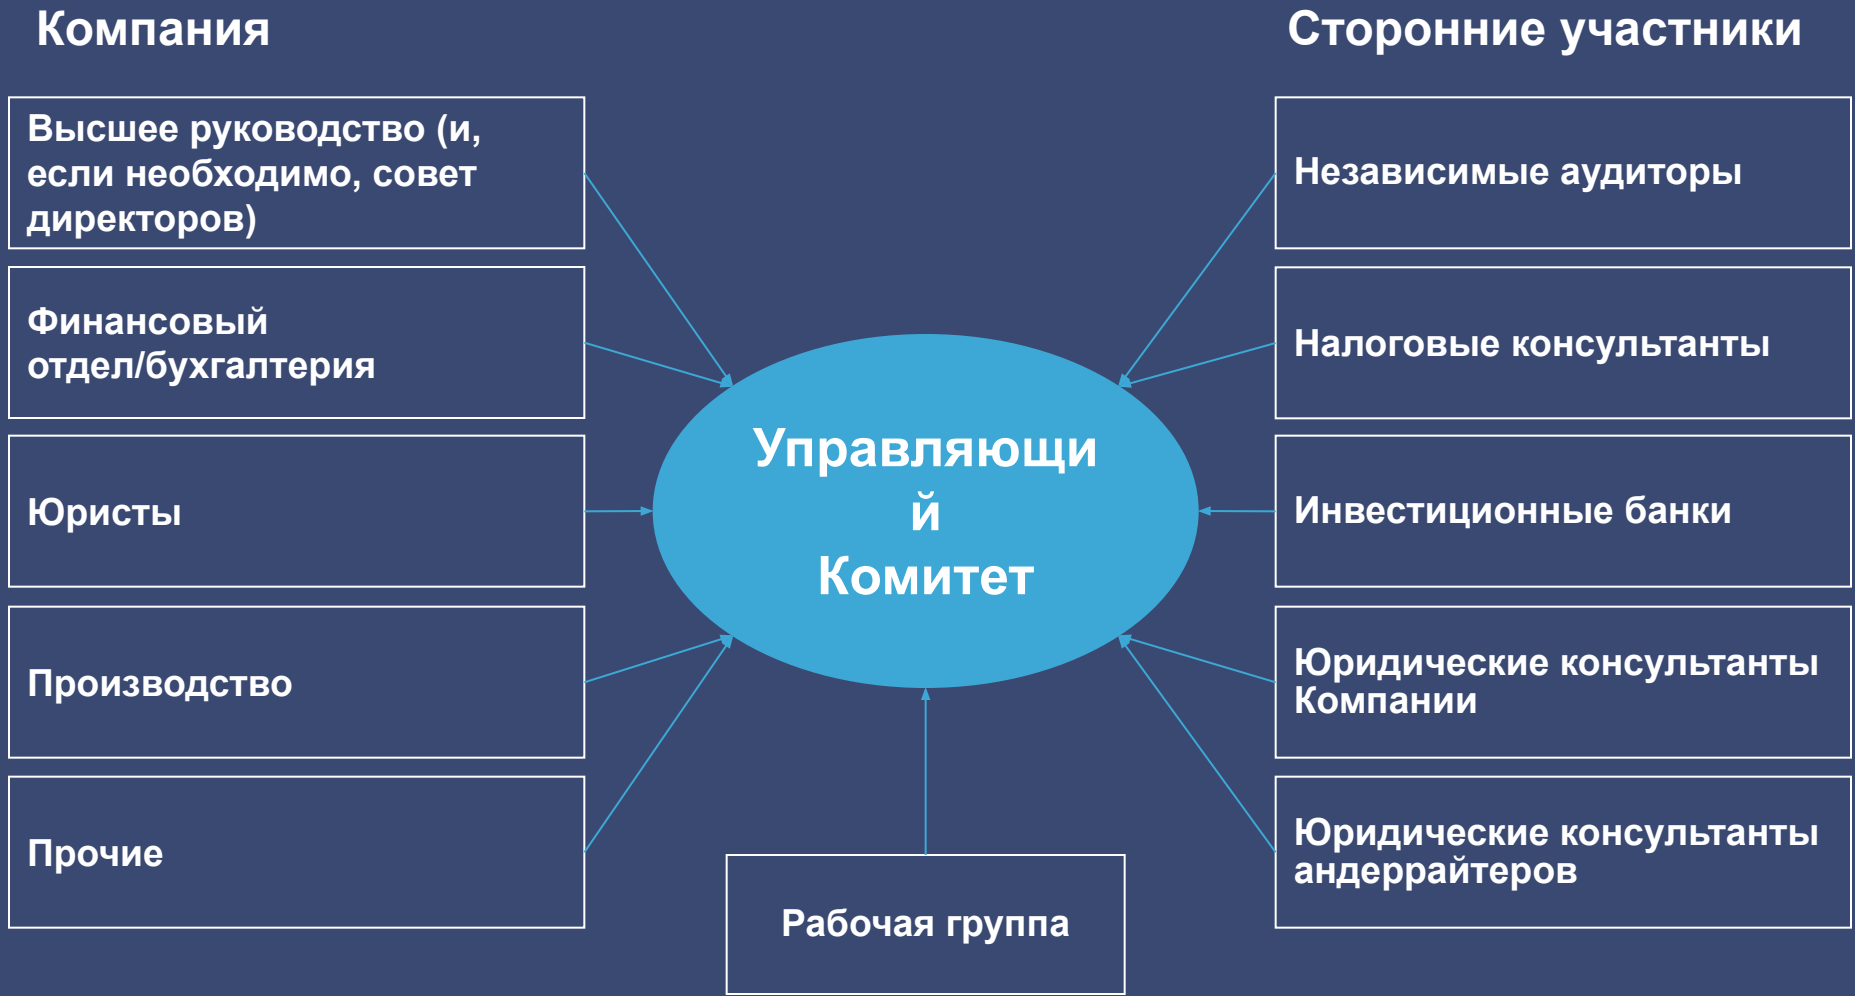 Компания
Сторонние участники
Высшее руководство (и,
если необходимо, совет
директоров)
Финансовый
отдел/бухгалтерия
Юристы
Производство
Прочие
Управляющи
й
Комитет
Рабочая группа
Независимые аудиторы
Налоговые консультанты
Инвестиционные банки
Юридические консультанты
Компании
Юридические консультанты
андеррайтеров